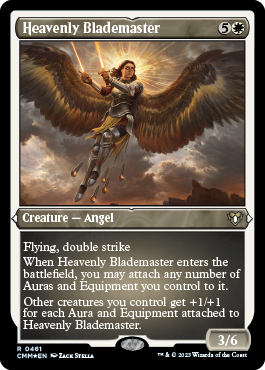 Heavenly Blademaster 5
Creature — Angel
Flying, double strike
When Heavenly Blademaster enters the
battlefield, you may attach any number of
Auras and Equipment you control to it.
Other creatures you control get +1/+1
for each Aura and Equipment attached to
Heavenly Blademaster.
3/6
R 0461
CMM★EN Zack Stella
™ & © 2023 Wizards of the Coast